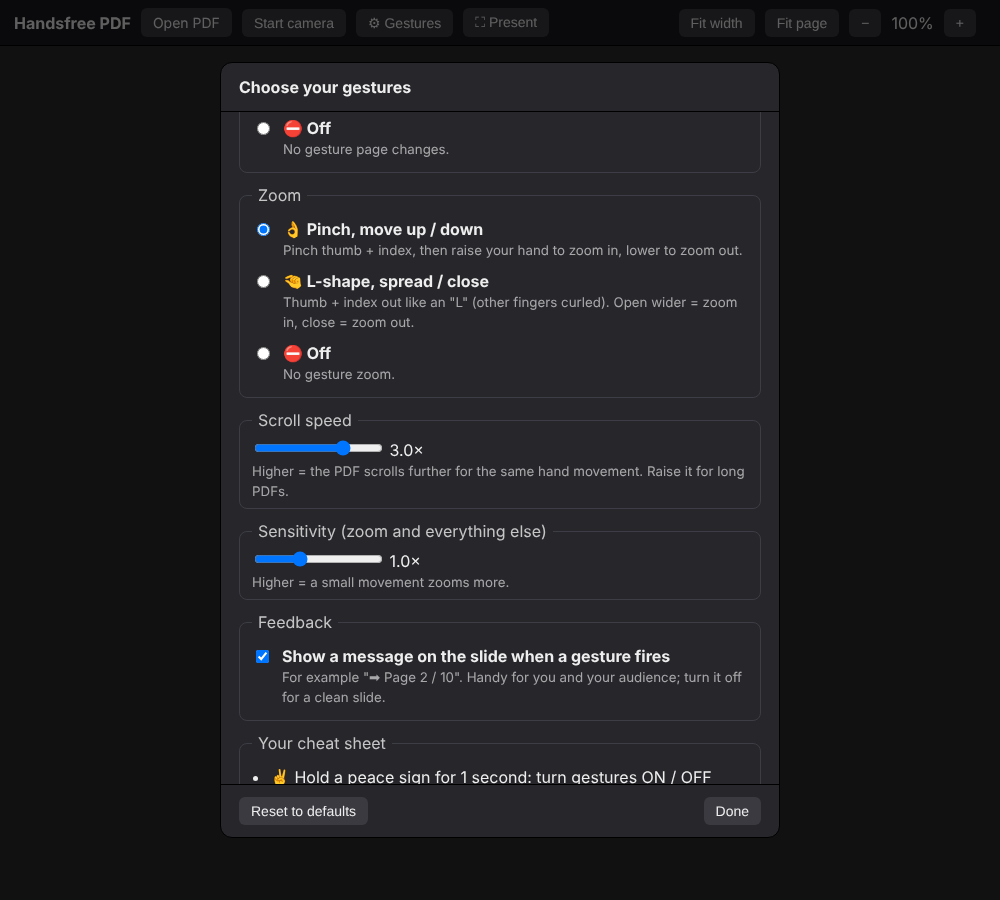 Handsfree PDF Open PDF Start camera ⚙ Gestures ⛶ Present Fit width Fit page − 100% +
Choose your gestures
⛔ Off
No gesture page changes.
Zoom
👌 Pinch, move up / down
Pinch thumb + index, then raise your hand to zoom in, lower to zoom out.
🤏 L-shape, spread / close
Thumb + index out like an "L" (other fingers curled). Open wider = zoom
in, close = zoom out.
⛔ Off
No gesture zoom.
Scroll speed
3.0×
Higher = the PDF scrolls further for the same hand movement. Raise it for long
PDFs.
Sensitivity (zoom and everything else)
1.0×
Higher = a small movement zooms more.
Feedback
Show a message on the slide when a gesture fires
For example "➡ Page 2 / 10". Handy for you and your audience; turn it off
for a clean slide.
Your cheat sheet
• ✌ Hold a peace sign for 1 second: turn gestures ON / OFF
Reset to defaults Done